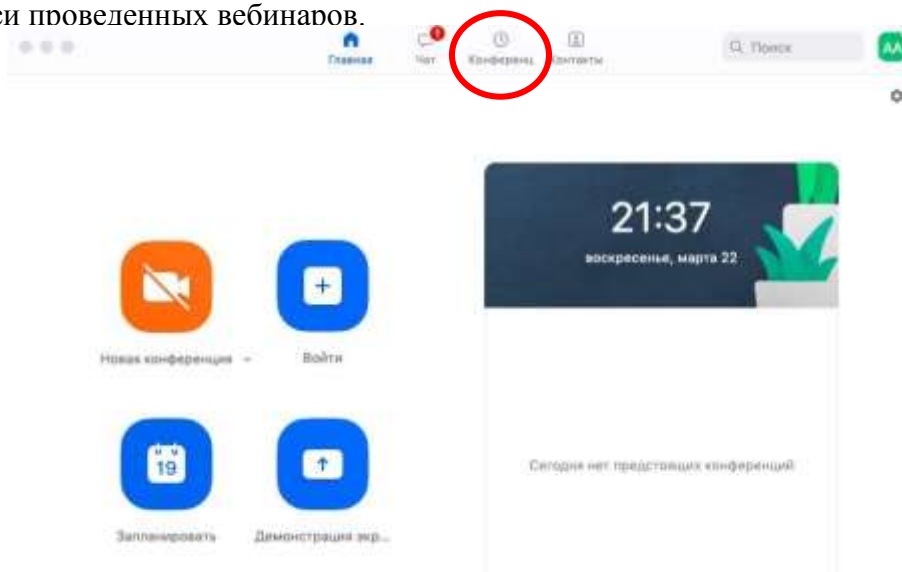 си проведенных вебинаров.
Главная Чат Конференц. Контакты Поиск AA
21:37
воскресенье, марта 22
Новая конференция Войти
19
Сегодня нет предстоящих конференций
Запланировать Демонстрация экр...